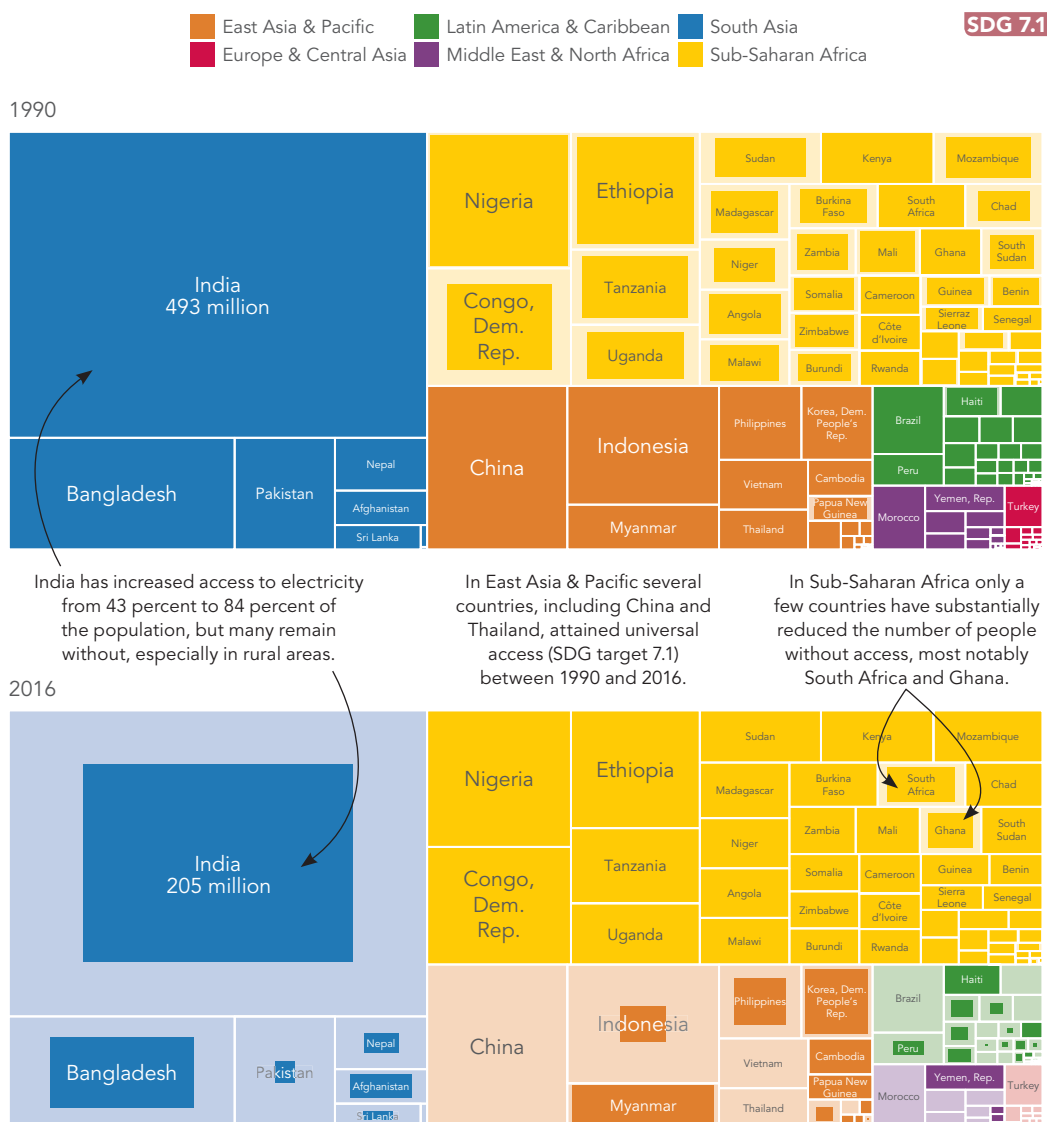 East Asia & Pacific
Latin America & Caribbean
South Asia
SDG 7.1
Europe & Central Asia
Middle East & North Africa
Sub-Saharan Africa
1990
India
493 million
Bangladesh
Pakistan
Nepal
Afghanistan
Sri Lanka
Nigeria
Congo,
Dem.
Rep.
Ethiopia
Tanzania
Uganda
Sudan
Kenya
Mozambique
Madagascar
Burkina
Faso
South
Africa
Chad
Niger
Zambia
Mali
Ghana
South
Sudan
Angola
Somalia
Cameroon
Guinea
Benin
Zimbabwe
Côte
d'Ivoire
Sierraz
Leone
Senegal
Malawi
Burundi
Rwanda
China
Indonesia
Myanmar
Philippines
Korea, Dem.
People's
Rep.
Vietnam
Cambodia
Papua New
Guinea
Thailand
Brazil
Peru
Haiti
Morocco
Yemen, Rep.
Turkey
India has increased access to electricity
from 43 percent to 84 percent of
the population, but many remain
without, especially in rural areas.
In East Asia & Pacific several
countries, including China and
Thailand, attained universal
access (SDG target 7.1)
between 1990 and 2016.
In Sub-Saharan Africa only a
few countries have substantially
reduced the number of people
without access, most notably
South Africa and Ghana.
2016
India
205 million
Bangladesh
Pakistan
Nepal
Afghanistan
Sri Lanka
Nigeria
Congo,
Dem.
Rep.
Ethiopia
Tanzania
Uganda
Sudan
Kenya
Mozambique
Madagascar
Burkina
Faso
South
Africa
Chad
Niger
Zambia
Mali
Ghana
South
Sudan
Angola
Somalia
Cameroon
Guinea
Benin
Zimbabwe
Côte
d'Ivoire
Sierra
Leone
Senegal
Malawi
Burundi
Rwanda
China
Indonesia
Myanmar
Philippines
Korea, Dem.
People's
Rep.
Vietnam
Cambodia
Papua New
Guinea
Thailand
Brazil
Peru
Haiti
Morocco
Yemen, Rep.
Turkey